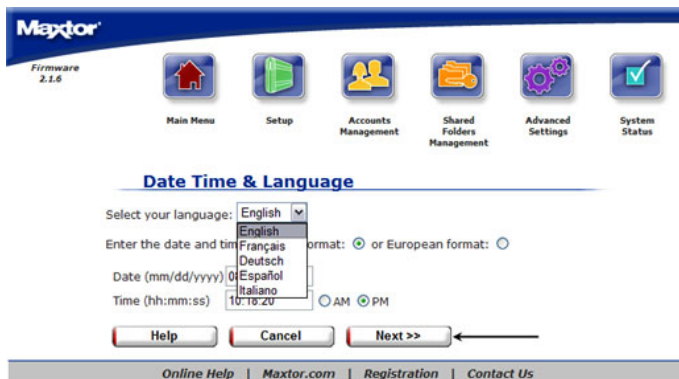 Maxtor
Firmware
2.1.6
Main Menu
Setup
Accounts
Management
Shared
Folders
Management
Advanced
Settings
System
Status
Date Time & Language
Select your language: English
English
Français
Deutsch
Español
Italiano
Enter the date and tim ormat: or European format:
Date (mm/dd/yyyy)
Time (hh:mm:ss) 10:18:20 AM PM
Help Cancel Next >>
Online Help | Maxtor.com | Registration | Contact Us